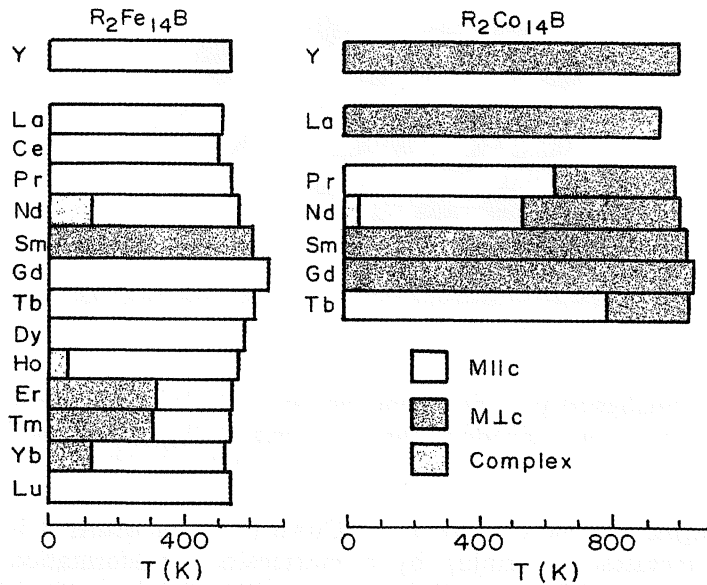 R₂Fe₁₄B
Y
La
Ce
Pr
Nd
Sm
Gd
Tb
Dy
Ho
Er
Tm
Yb
Lu
0 400
T (K)
R₂Co₁₄B
Y
La
Pr
Nd
Sm
Gd
Tb
M||c
M⊥c
Complex
0 400 800
T (K)